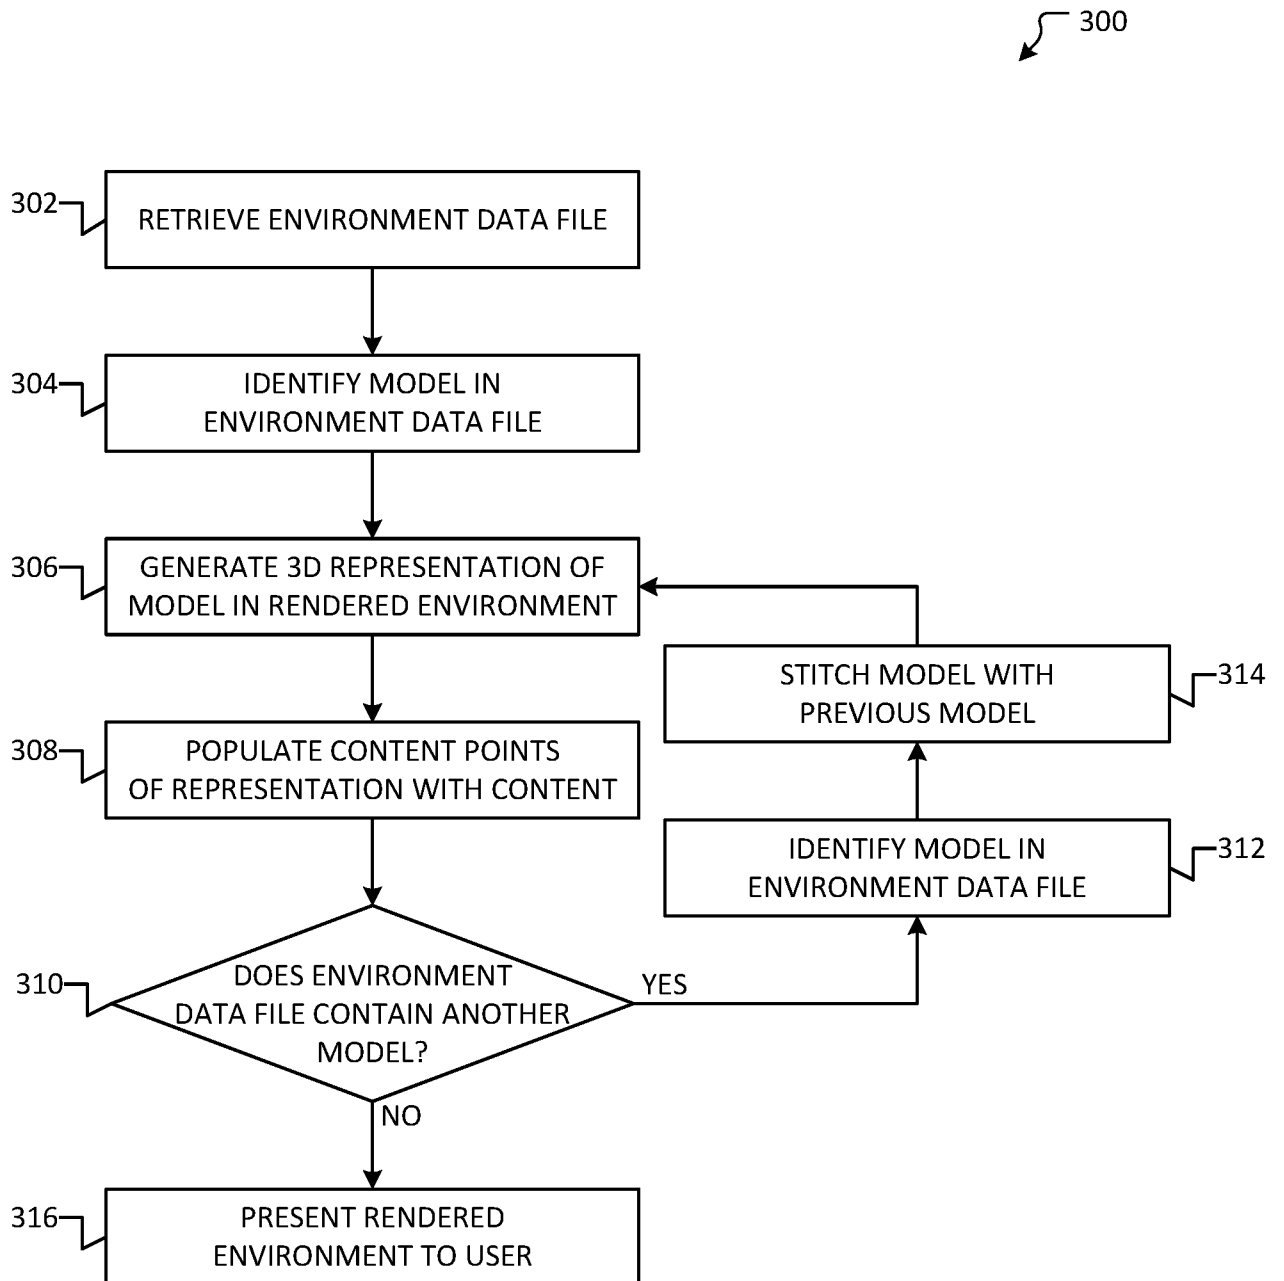 300
302
RETRIEVE ENVIRONMENT DATA FILE
304
IDENTIFY MODEL IN
ENVIRONMENT DATA FILE
306
GENERATE 3D REPRESENTATION OF
MODEL IN RENDERED ENVIRONMENT
308
POPULATE CONTENT POINTS
OF REPRESENTATION WITH CONTENT
310
DOES ENVIRONMENT
DATA FILE CONTAIN ANOTHER
MODEL?
YES
IDENTIFY MODEL IN
ENVIRONMENT DATA FILE
312
STITCH MODEL WITH
PREVIOUS MODEL
314
NO
316
PRESENT RENDERED
ENVIRONMENT TO USER